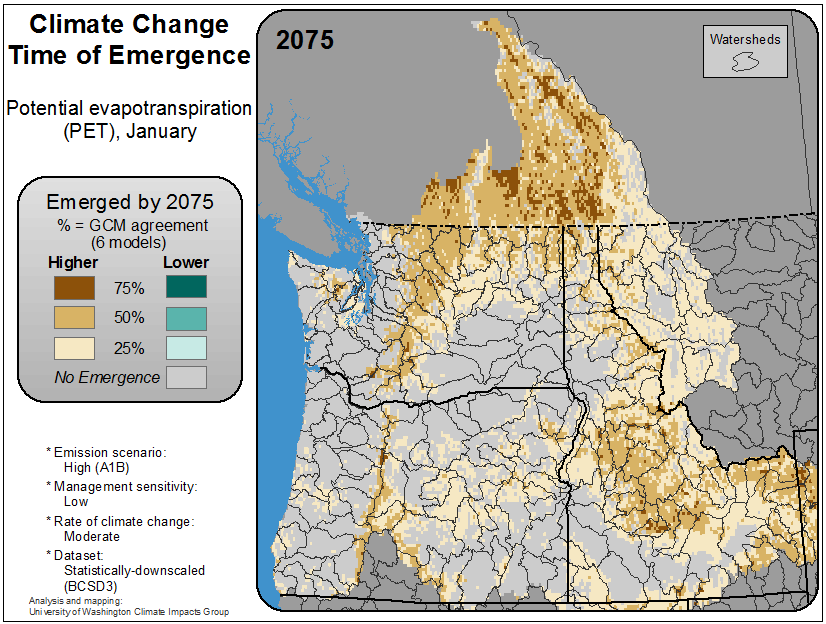 Climate Change
Time of Emergence
Potential evapotranspiration
(PET), January
2075
Watersheds
Emerged by 2075
% = GCM agreement
(6 models)
Higher Lower
75%
50%
25%
No Emergence
* Emission scenario:
High (A1B)
* Management sensitivity:
Low
* Rate of climate change:
Moderate
* Dataset:
Statistically-downscaled
(BCSD3)
Analysis and mapping:
University of Washington Climate Impacts Group